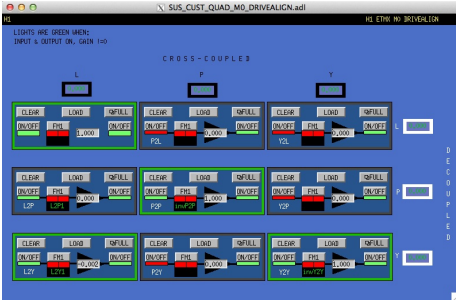 SUS_CUST_QUAD_M0_DRIVEALIGN.adl
H1
H1 ETMX M0 DRIVEALIGN
LIGHTS ARE GREEN WHEN:
INPUT & OUTPUT ON, GAIN !=0
CROSS-COUPLED
L P Y
CLEAR LOAD FULL CLEAR LOAD FULL CLEAR LOAD FULL
ON/OFF FM1 1.000 ON/OFF ON/OFF FM1 0.000 ON/OFF ON/OFF FM1 0.000 ON/OFF L
P2L Y2L
CLEAR LOAD FULL CLEAR LOAD FULL CLEAR LOAD FULL
ON/OFF FM1 0.000 ON/OFF ON/OFF FM1 1.000 ON/OFF ON/OFF FM1 0.000 ON/OFF P
L2P L2P1 P2P invP2P Y2P
CLEAR LOAD FULL CLEAR LOAD FULL CLEAR LOAD FULL
ON/OFF FM1 -0.002 ON/OFF ON/OFF FM1 0.000 ON/OFF ON/OFF FM1 1.000 ON/OFF Y
L2Y L2Y1 P2Y Y2Y invY2Y
DECOUPLED